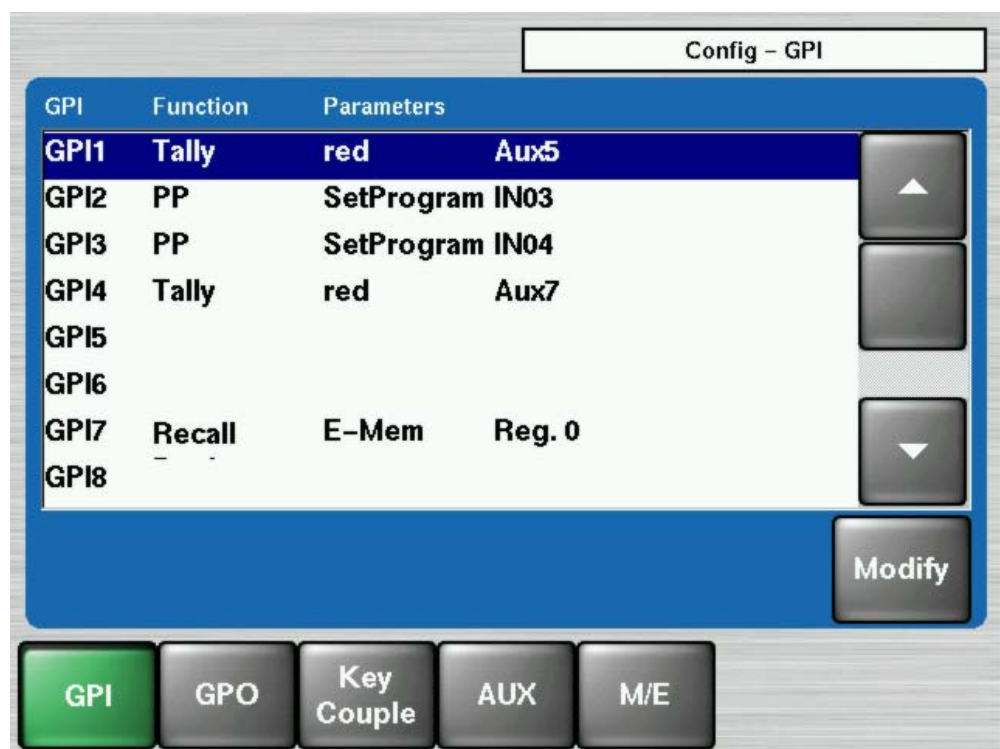 Config – GPI
GPI Function Parameters
GPI1 Tally red Aux5
GPI2 PP SetProgram IN03
GPI3 PP SetProgram IN04
GPI4 Tally red Aux7
GPI5
GPI6
GPI7 Recall E–Mem Reg. 0
GPI8
Modify
GPI GPO Key Couple AUX M/E